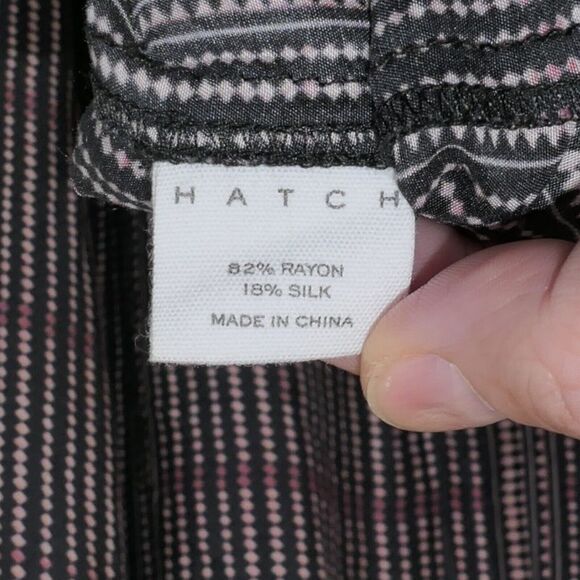 HATCH
82% RAYON
18% SILK
MADE IN CHINA